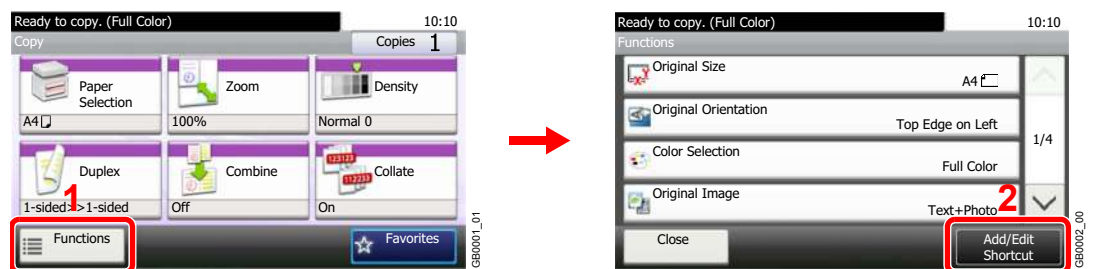 Ready to copy. (Full Color) 10:10
Copy Copies 1
Paper Selection
A4
Zoom
100%
Density
Normal 0
Duplex
1-sided>>1-sided
Combine
Off
123123
112233
Collate
On
1
Functions
Favorites
GB0001_01
Ready to copy. (Full Color) 10:10
Functions
Original Size
A4
Original Orientation
Top Edge on Left
1/4
Color Selection
Full Color
Original Image
Text+Photo
2
Close
Add/Edit
Shortcut
GB0002_00